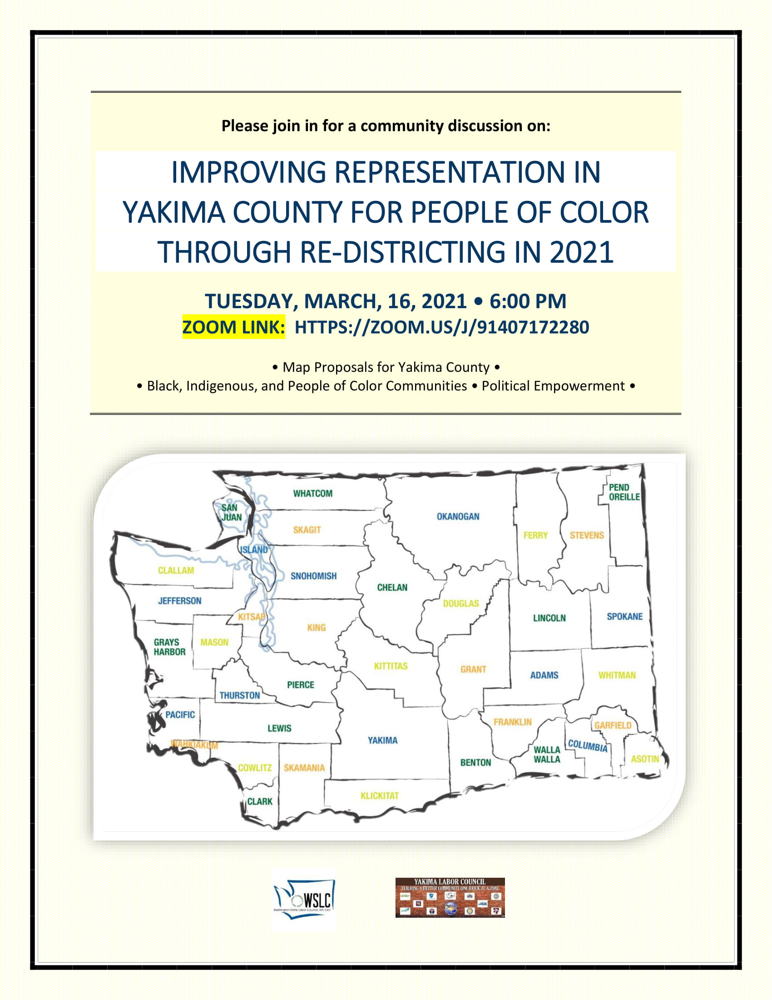 Please join in for a community discussion on:
IMPROVING REPRESENTATION IN
YAKIMA COUNTY FOR PEOPLE OF COLOR
THROUGH RE-DISTRICTING IN 2021
TUESDAY, MARCH, 16, 2021 • 6:00 PM
ZOOM LINK: HTTPS://ZOOM.US/J/91407172280
• Map Proposals for Yakima County •
• Black, Indigenous, and People of Color Communities • Political Empowerment •
WHATCOM
PEND
OREILLE
SAN
JUAN
OKANOGAN
SKAGIT
FERRY
STEVENS
ISLAND
CLALLAM
SNOHOMISH
CHELAN
JEFFERSON
DOUGLAS
KITSAP
LINCOLN
SPOKANE
KING
GRAYS
HARBOR
MASON
KITTITAS
GRANT
ADAMS
WHITMAN
PIERCE
THURSTON
PACIFIC
FRANKLIN
GARFIELD
LEWIS
YAKIMA
WAHKIAKUM
COLUMBIA
WALLA
WALLA
BENTON
ASOTIN
COWLITZ
SKAMANIA
KLICKITAT
CLARK
WSLC
Washington State Labor Council, AFL-CIO
YAKIMA LABOR COUNCIL
BUILDING A BETTER COMMUNITY ONE BRICK AT A TIME.